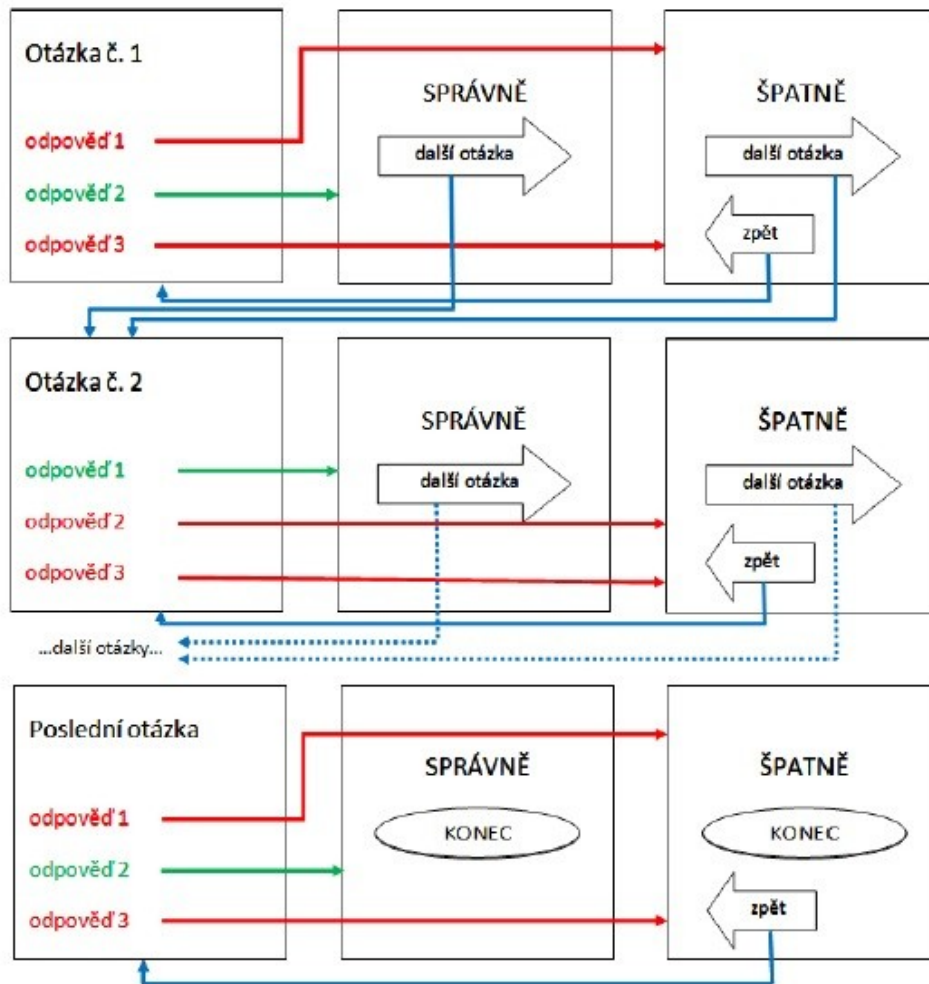 Otázka č. 1
odpověď 1
odpověď 2
odpověď 3
SPRÁVNĚ
další otázka
ŠPATNĚ
další otázka
zpět
Otázka č. 2
odpověď 1
odpověď 2
odpověď 3
SPRÁVNĚ
další otázka
ŠPATNĚ
další otázka
zpět
...další otázky...
Poslední otázka
odpověď 1
odpověď 2
odpověď 3
SPRÁVNĚ
KONEC
ŠPATNĚ
KONEC
zpět